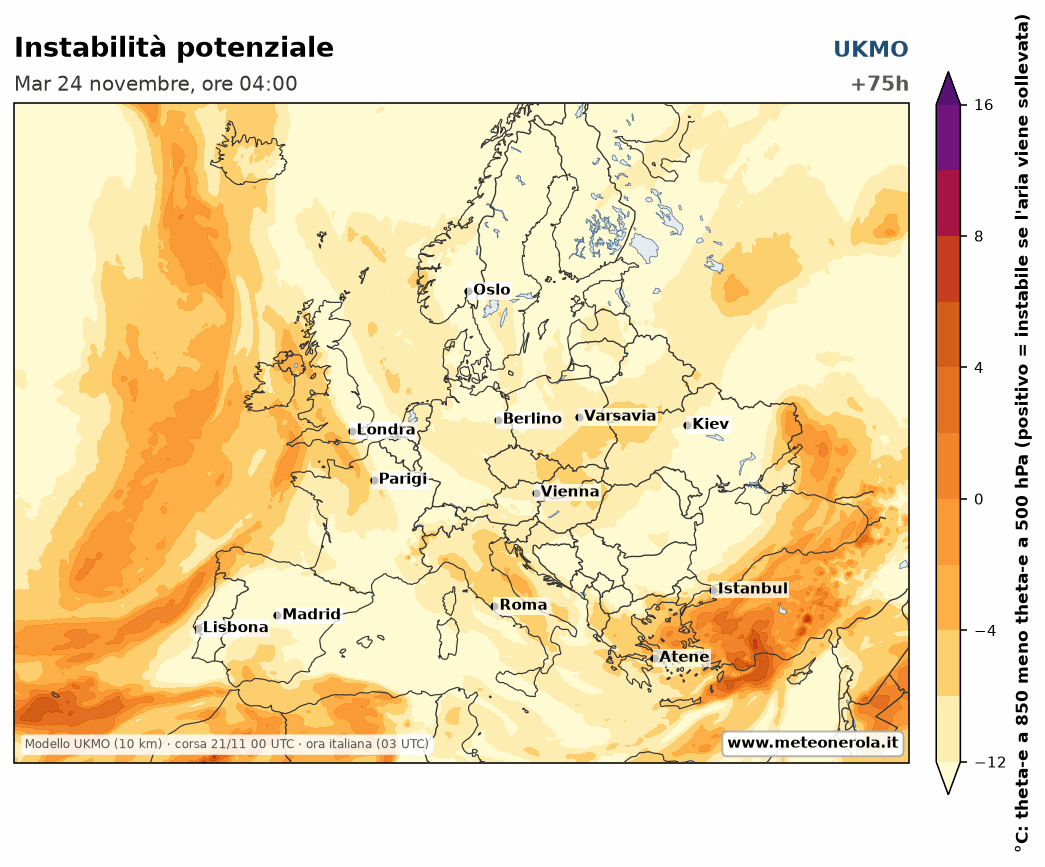 Instabilità potenziale
UKMO
Mar 24 novembre, ore 04:00
+75h
16
8
4
0
−4
−12
°C: theta-e a 850 meno theta-e a 500 hPa (positivo = instabile se l'aria viene sollevata)
Oslo
Berlino
Varsavia
Kiev
Londra
Parigi
Vienna
Istanbul
Roma
Madrid
Lisbona
Atene
Modello UKMO (10 km) · corsa 21/11 00 UTC · ora italiana (03 UTC)
www.meteonerola.it